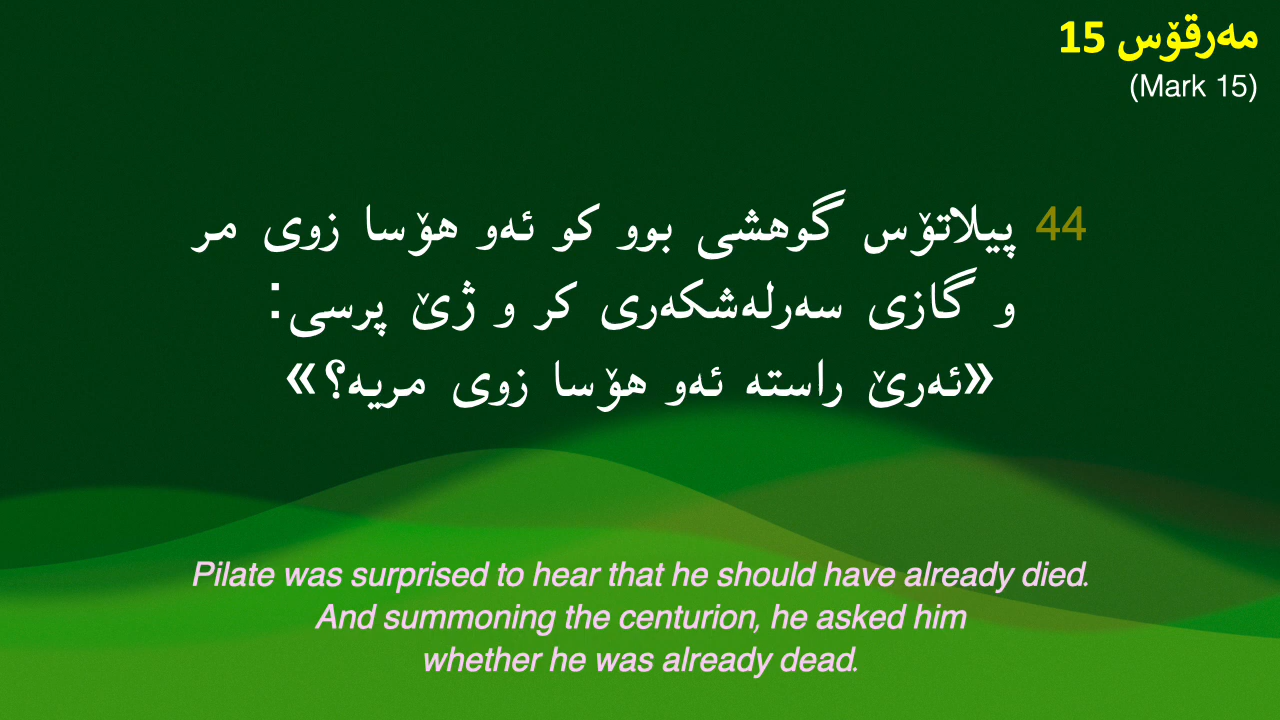 مەرقۆس 15
(Mark 15)
44 پیلاتۆس گوهشی بوو کو ئەو هۆسا زوی مر
و گازی سەرلەشکەری کر و ژێ پرسی:
«ئەرێ راستە ئەو هۆسا زوی مریە؟»
Pilate was surprised to hear that he should have already died.
And summoning the centurion, he asked him
whether he was already dead.